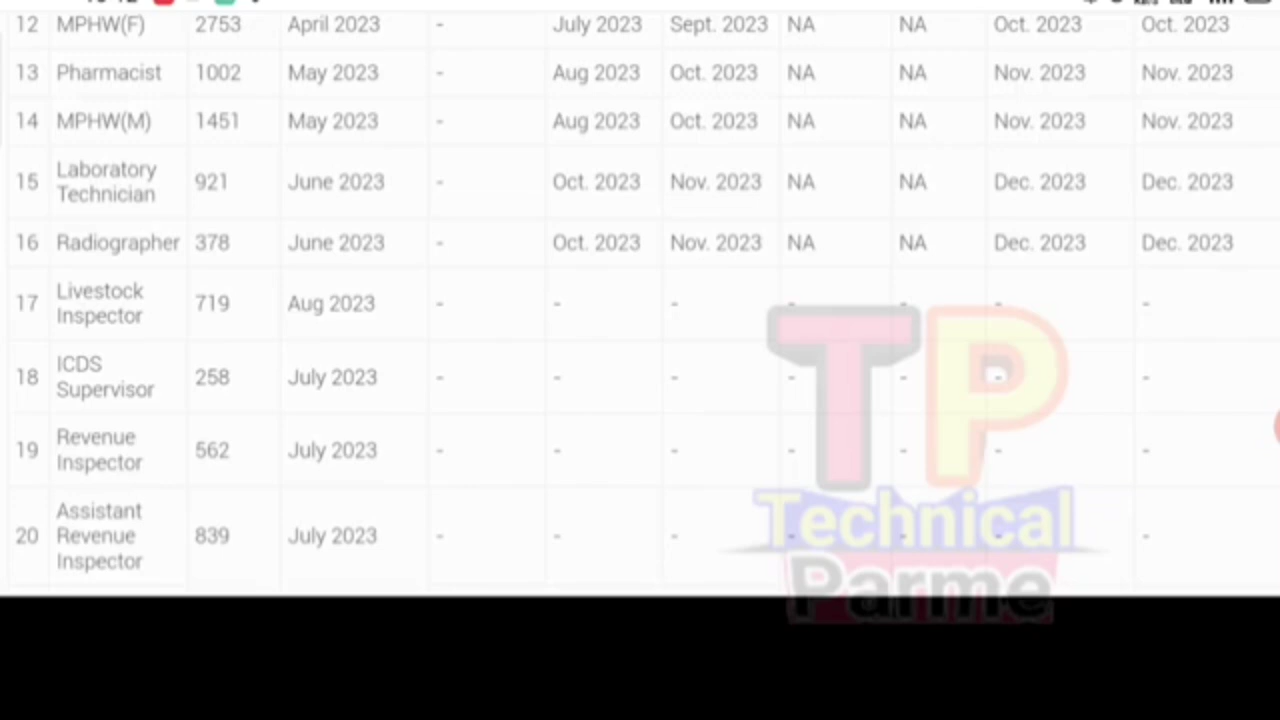 12 MPHW(F) 2753 April 2023 - July 2023 Sept. 2023 NA NA Oct. 2023 Oct. 2023
13 Pharmacist 1002 May 2023 - Aug 2023 Oct. 2023 NA NA Nov. 2023 Nov. 2023
14 MPHW(M) 1451 May 2023 - Aug 2023 Oct. 2023 NA NA Nov. 2023 Nov. 2023
15 Laboratory Technician 921 June 2023 - Oct. 2023 Nov. 2023 NA NA Dec. 2023 Dec. 2023
16 Radiographer 378 June 2023 - Oct. 2023 Nov. 2023 NA NA Dec. 2023 Dec. 2023
17 Livestock Inspector 719 Aug 2023 - - - - - - -
18 ICDS Supervisor 258 July 2023 - - - - - - -
19 Revenue Inspector 562 July 2023 - - - - - - -
20 Assistant Revenue Inspector 839 July 2023 - - - - - - -
TP
Technical
Parme